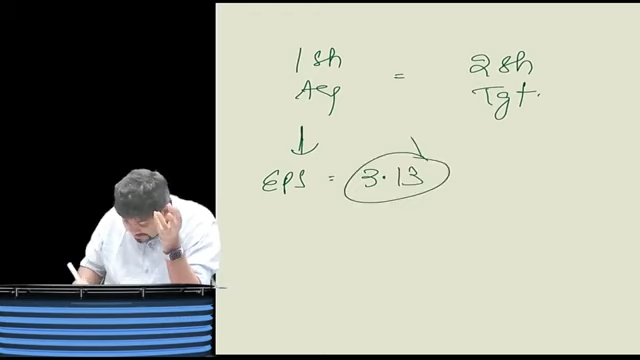 1 sh = 2 sh
Acq Tgt.
EPS = 3.13